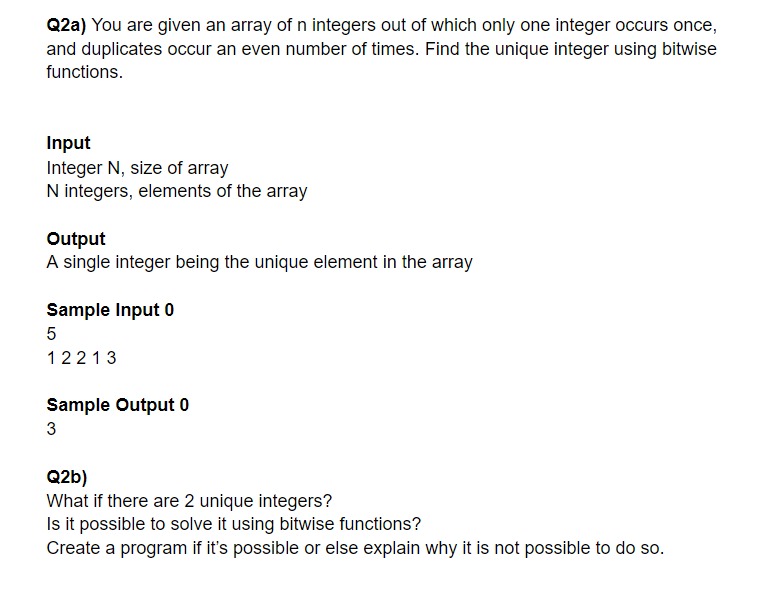 Q2a) You are given an array of n integers out of which only one integer occurs once,
and duplicates occur an even number of times. Find the unique integer using bitwise
functions.
Input
Integer N, size of array
N integers, elements of the array
Output
A single integer being the unique element in the array
Sample Input 0
5
1 2 2 1 3
Sample Output 0
3
Q2b)
What if there are 2 unique integers?
Is it possible to solve it using bitwise functions?
Create a program if it’s possible or else explain why it is not possible to do so.